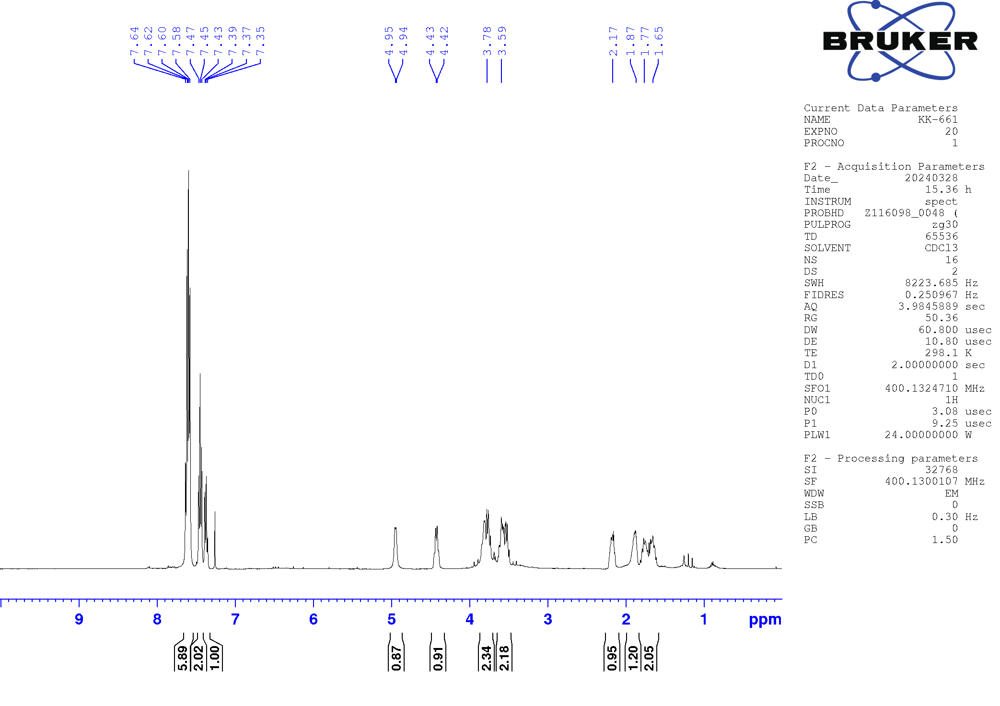 7.64
7.62
7.60
7.58
7.47
7.45
7.43
7.39
7.37
7.35
4.95
4.94
4.43
4.42
3.78
3.59
2.17
1.87
1.77
1.65
BRUKER
Current Data Parameters
NAME KK-661
EXPNO 20
PROCNO 1
F2 - Acquisition Parameters
Date_ 20240328
Time 15.36 h
INSTRUM spect
PROBHD Z116098_0048 (
PULPROG zg30
TD 65536
SOLVENT CDCl3
NS 16
DS 2
SWH 8223.685 Hz
FIDRES 0.250967 Hz
AQ 3.9845889 sec
RG 50.36
DW 60.800 usec
DE 10.80 usec
TE 298.1 K
D1 2.00000000 sec
TD0 1
SFO1 400.1324710 MHz
NUC1 1H
P0 3.08 usec
P1 9.25 usec
PLW1 24.00000000 W
F2 - Processing parameters
SI 32768
SF 400.1300107 MHz
WDW EM
SSB 0
LB 0.30 Hz
GB 0
PC 1.50
9 8 7 6 5 4 3 2 1 ppm
5.89
2.02
1.00
0.87
0.91
2.34
2.18
0.95
1.20
2.05